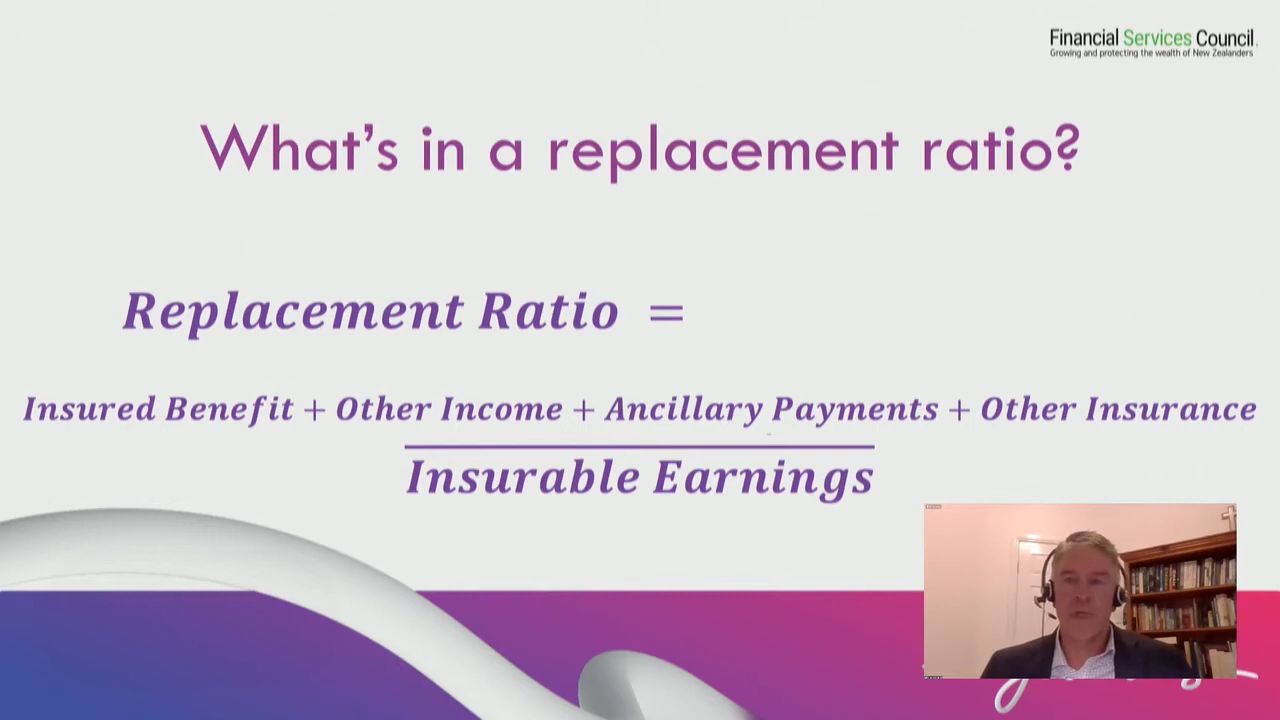 Financial Services Council.
Growing and protecting the wealth of New Zealanders
What's in a replacement ratio?
Replacement Ratio =
Insured Benefit + Other Income + Ancillary Payments + Other Insurance
Insurable Earnings